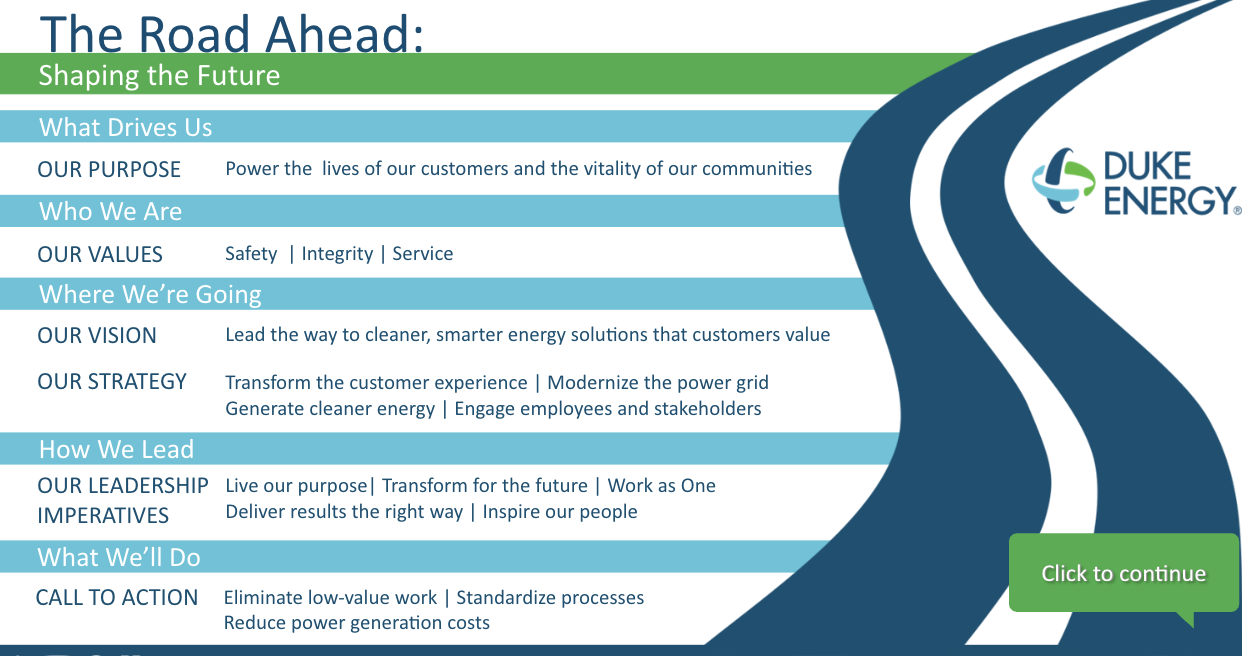 The Road Ahead:
Shaping the Future
What Drives Us
OUR PURPOSE Power the lives of our customers and the vitality of our communities
Who We Are
OUR VALUES Safety | Integrity | Service
Where We’re Going
OUR VISION Lead the way to cleaner, smarter energy solutions that customers value
OUR STRATEGY Transform the customer experience | Modernize the power grid
Generate cleaner energy | Engage employees and stakeholders
How We Lead
OUR LEADERSHIP Live our purpose| Transform for the future | Work as One
IMPERATIVES Deliver results the right way | Inspire our people
What We’ll Do
CALL TO ACTION Eliminate low-value work | Standardize processes
Reduce power generation costs
DUKE
ENERGY®
Click to continue